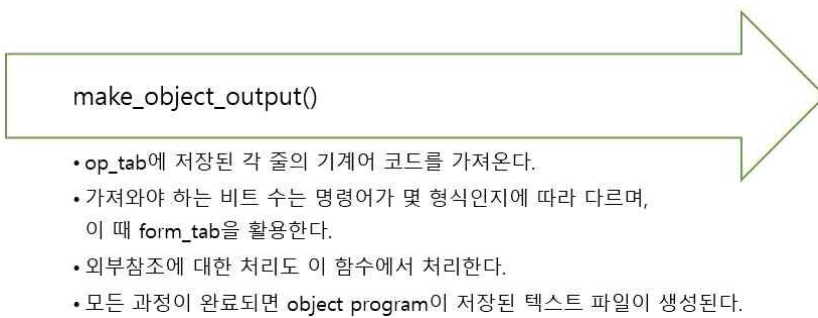 make_object_output()
• op_tab에 저장된 각 줄의 기계어 코드를 가져온다.
• 가져와야 하는 비트 수는 명령어가 몇 형식인지에 따라 다르며,
이 때 form_tab을 활용한다.
• 외부참조에 대한 처리도 이 함수에서 처리한다.
• 모든 과정이 완료되면 object program이 저장된 텍스트 파일이 생성된다.